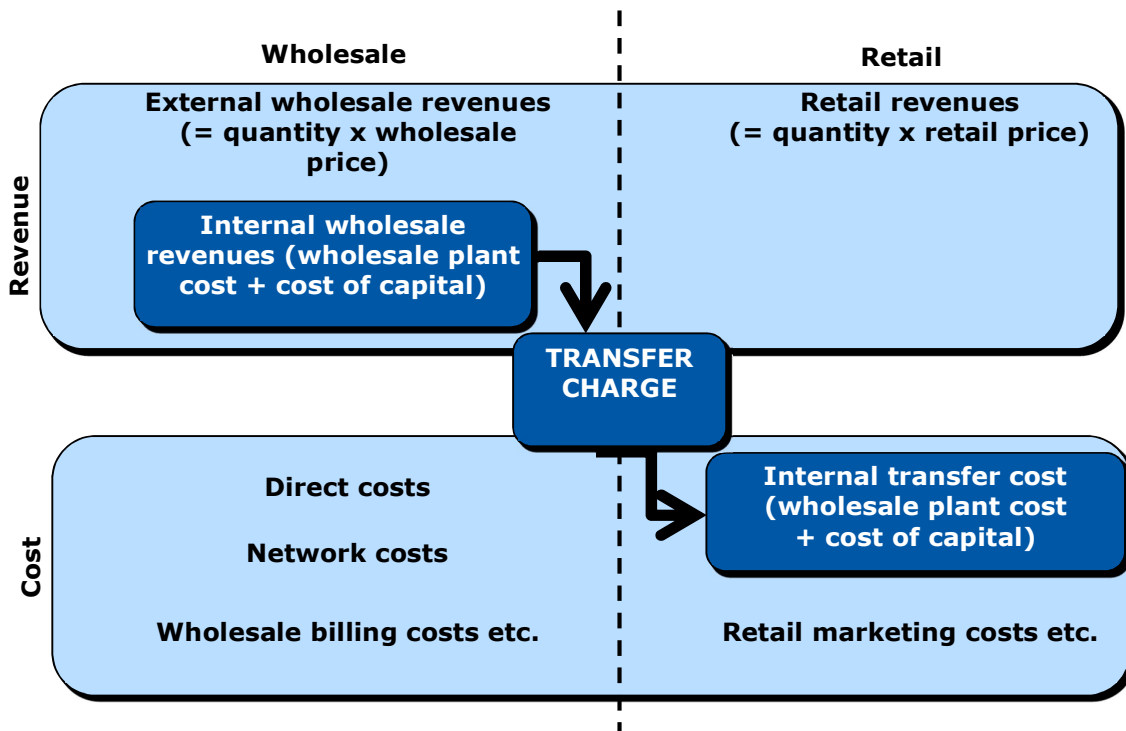 Wholesale
Retail
Revenue
External wholesale revenues
(= quantity x wholesale
price)
Retail revenues
(= quantity x retail price)
Internal wholesale
revenues (wholesale plant
cost + cost of capital)
TRANSFER
CHARGE
Cost
Direct costs
Network costs
Wholesale billing costs etc.
Internal transfer cost
(wholesale plant cost
+ cost of capital)
Retail marketing costs etc.